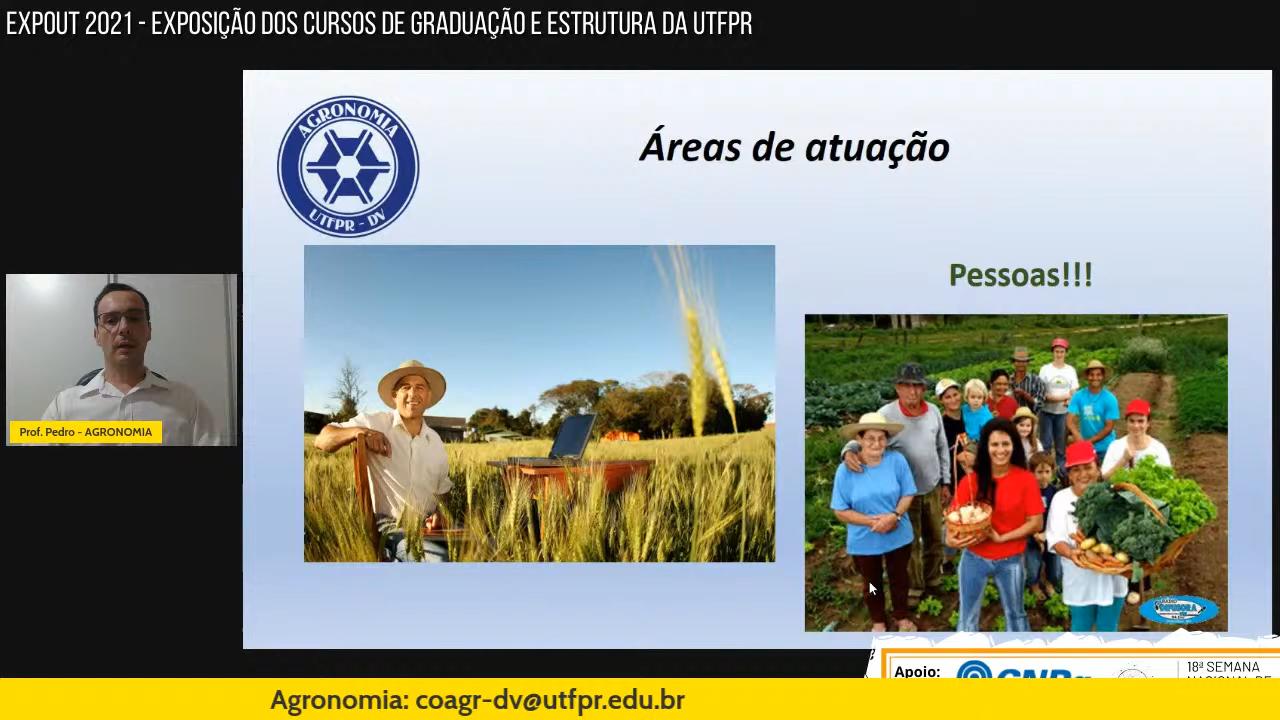 EXPOUT 2021 - EXPOSIÇÃO DOS CURSOS DE GRADUAÇÃO E ESTRUTURA DA UTFPR
AGRONOMIA
UTFPR - DV
Áreas de atuação
Pessoas!!!
Prof. Pedro - AGRONOMIA
DIFUSORA
Apoio:
18ª SEMANA
Agronomia: coagr-dv@utfpr.edu.br